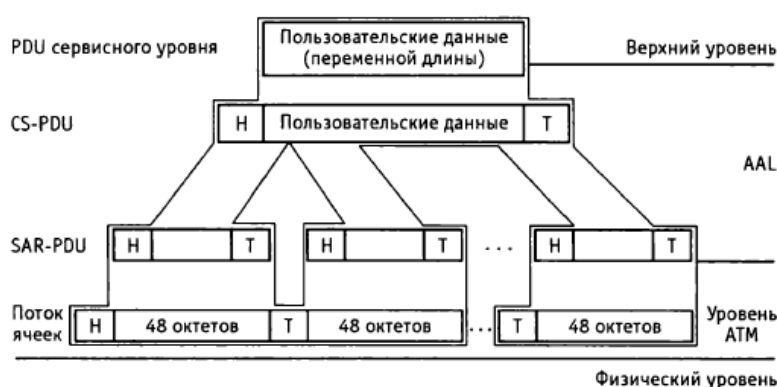 PDU сервисного уровня
Пользовательские данные
(переменной длины)
Верхний уровень
CS-PDU
H
Пользовательские данные
T
AAL
SAR-PDU
H
T
H
T
...
H
T
Поток
ячеек
H
48 октетов
T
48 октетов
...
T
48 октетов
Уровень
ATM
Физический уровень